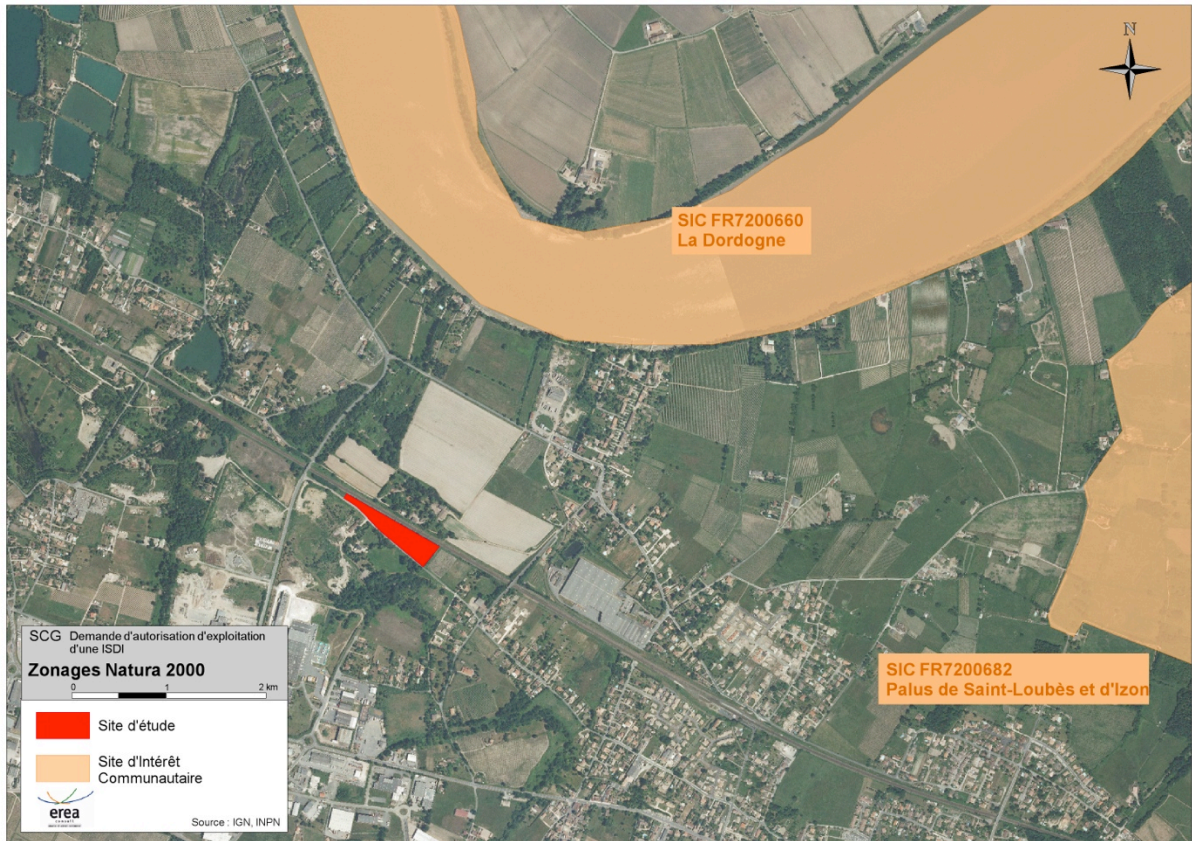 N
SIC FR7200660
La Dordogne
SIC FR7200682
Palus de Saint-Loubès et d'Izon
SCG Demande d'autorisation d'exploitation
d'une ISDI
Zonages Natura 2000
0 1 2 km
Site d'étude
Site d'Intérêt
Communautaire
erea
Source : IGN, INPN